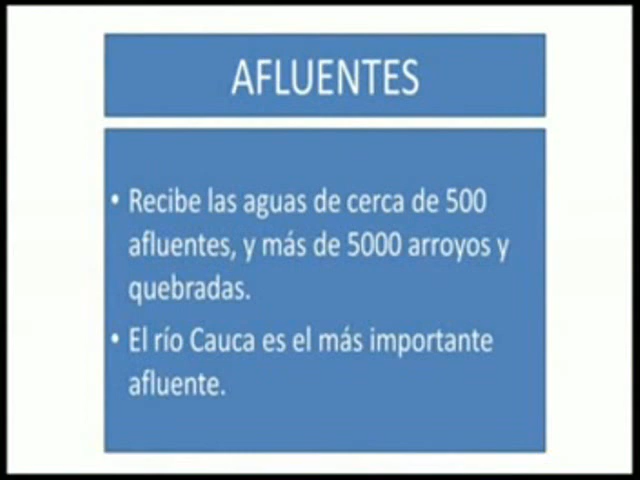 AFLUENTES
• Recibe las aguas de cerca de 500
afluentes, y más de 5000 arroyos y
quebradas.
• El río Cauca es el más importante
afluente.